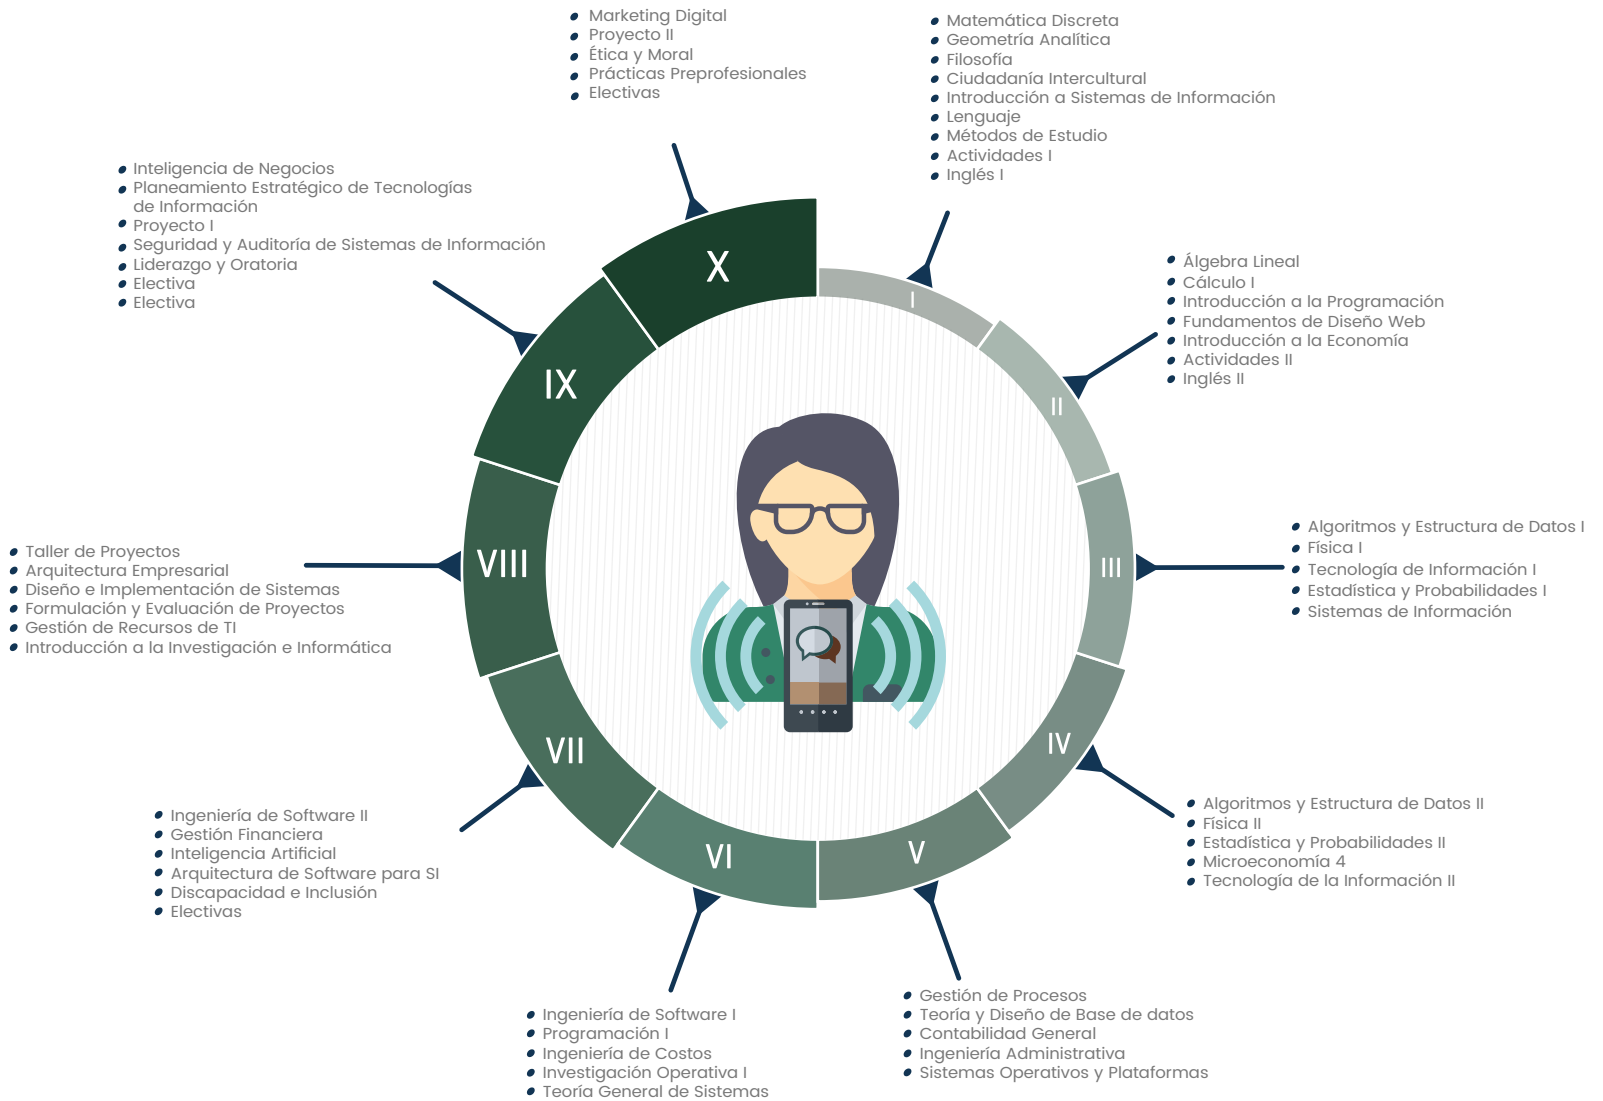 Marketing Digital
Proyecto II
Ética y Moral
Prácticas Preprofesionales
Electivas
Matemática Discreta
Geometría Analítica
Filosofía
Ciudadanía Intercultural
Introducción a Sistemas de Información
Lenguaje
Métodos de Estudio
Actividades I
Inglés I
Inteligencia de Negocios
Planeamiento Estratégico de Tecnologías
de Información
Proyecto I
Seguridad y Auditoría de Sistemas de Información
Liderazgo y Oratoria
Electiva
Electiva
Álgebra Lineal
Cálculo I
Introducción a la Programación
Fundamentos de Diseño Web
Introducción a la Economía
Actividades II
Inglés II
X
I
IX
II
VIII
III
VII
IV
VI
V
Taller de Proyectos
Arquitectura Empresarial
Diseño e Implementación de Sistemas
Formulación y Evaluación de Proyectos
Gestión de Recursos de TI
Introducción a la Investigación e Informática
Algoritmos y Estructura de Datos I
Física I
Tecnología de Información I
Estadística y Probabilidades I
Sistemas de Información
Ingeniería de Software II
Gestión Financiera
Inteligencia Artificial
Arquitectura de Software para SI
Discapacidad e Inclusión
Electivas
Algoritmos y Estructura de Datos II
Física II
Estadística y Probabilidades II
Microeconomía 4
Tecnología de la Información II
Ingeniería de Software I
Programación I
Ingeniería de Costos
Investigación Operativa I
Teoría General de Sistemas
Gestión de Procesos
Teoría y Diseño de Base de datos
Contabilidad General
Ingeniería Administrativa
Sistemas Operativos y Plataformas